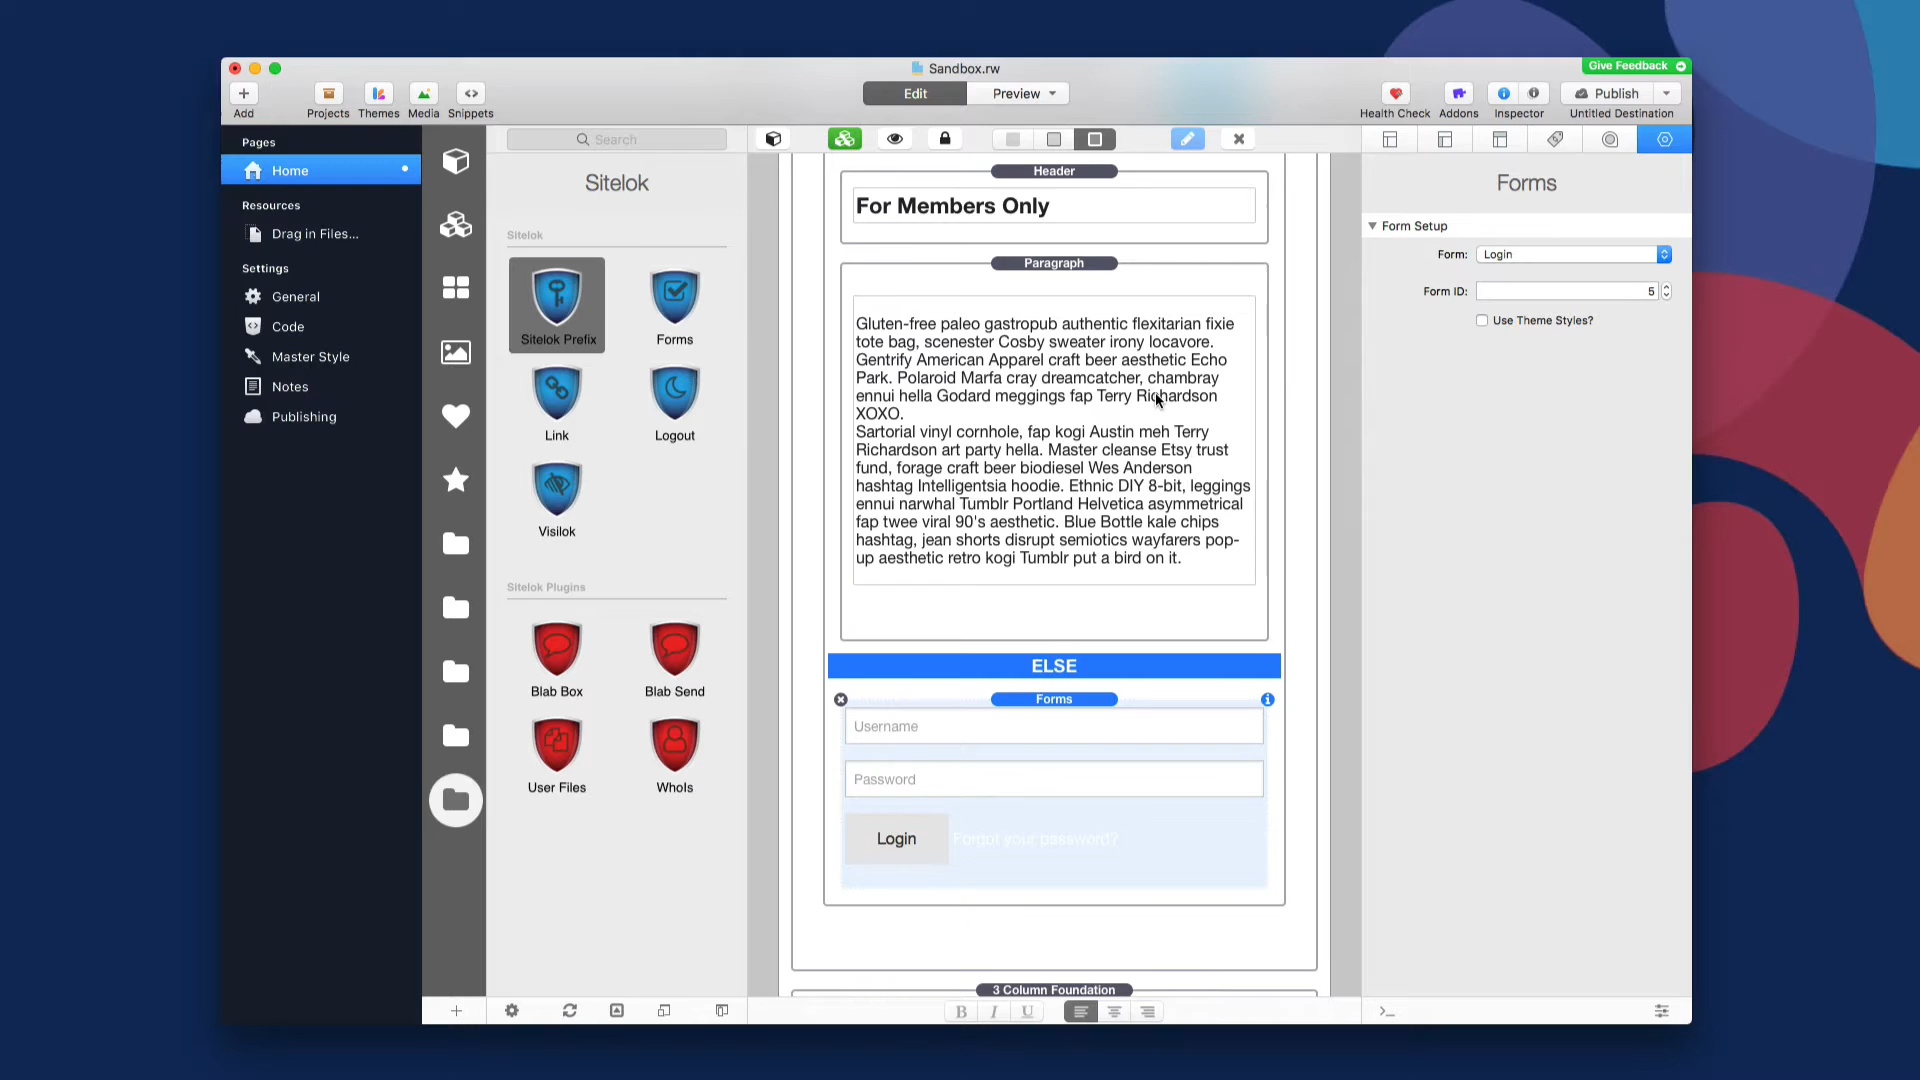 Sandbox.rw
Give Feedback
Add
Projects
Themes
Media
Snippets
Edit
Preview
Health Check
Addons
Inspector
Publish
Untitled Destination
Pages
Home
Resources
Drag in Files...
Settings
General
Code
Master Style
Notes
Publishing
Search
Sitelok
Sitelok
Sitelok Prefix
Forms
Link
Logout
Visilok
Sitelok Plugins
Blab Box
Blab Send
User Files
WhoIs
Header
For Members Only
Paragraph
Gluten-free paleo gastropub authentic flexitarian fixie
tote bag, scenester Cosby sweater irony locavore.
Gentrify American Apparel craft beer aesthetic Echo
Park. Polaroid Marfa cray dreamcatcher, chambray
ennui hella Godard meggings fap Terry Richardson
XOXO.
Sartorial vinyl cornhole, fap kogi Austin meh Terry
Richardson art party hella. Master cleanse Etsy trust
fund, forage craft beer biodiesel Wes Anderson
hashtag Intelligentsia hoodie. Ethnic DIY 8-bit, leggings
ennui narwhal Tumblr Portland Helvetica asymmetrical
fap twee viral 90's aesthetic. Blue Bottle kale chips
hashtag, jean shorts disrupt semiotics wayfarers pop-
up aesthetic retro kogi Tumblr put a bird on it.
ELSE
Forms
Username
Password
Login
Forgot your password?
3 Column Foundation
B I U
Forms
Form Setup
Form: Login
Form ID: 5
Use Theme Styles?